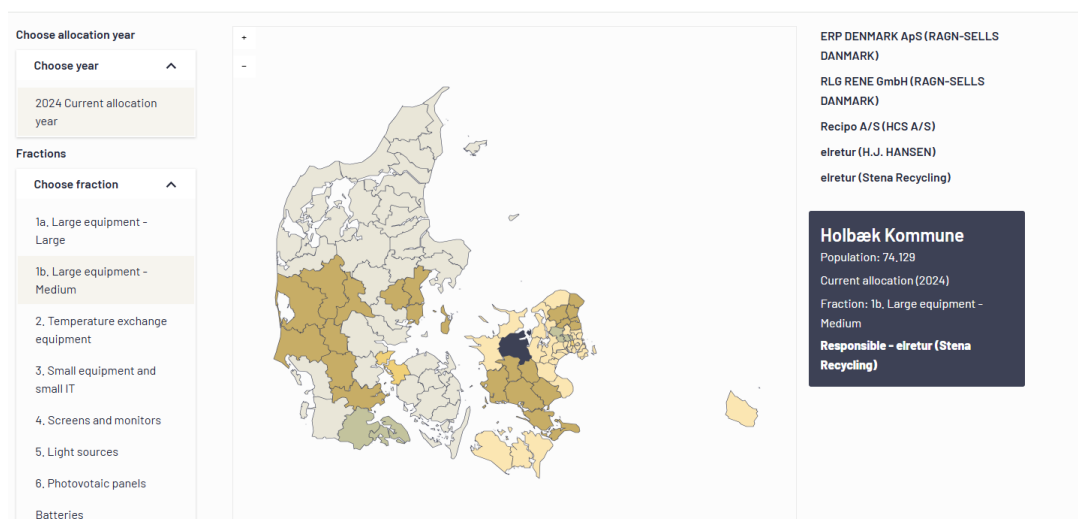 Choose allocation year
Choose year
2024 Current allocation
year
Fractions
Choose fraction
1a. Large equipment -
Large
1b. Large equipment -
Medium
2. Temperature exchange
equipment
3. Small equipment and
small IT
4. Screens and monitors
5. Light sources
6. Photovotaic panels
Batteries
+
-
ERP DENMARK ApS (RAGN-SELLS
DANMARK)
RLG RENE GmbH (RAGN-SELLS
DANMARK)
Recipo A/S (HCS A/S)
elretur (H.J. HANSEN)
elretur (Stena Recycling)
Holbæk Kommune
Population: 74.129
Current allocation (2024)
Fraction: 1b. Large equipment -
Medium
Responsible - elretur (Stena
Recycling)